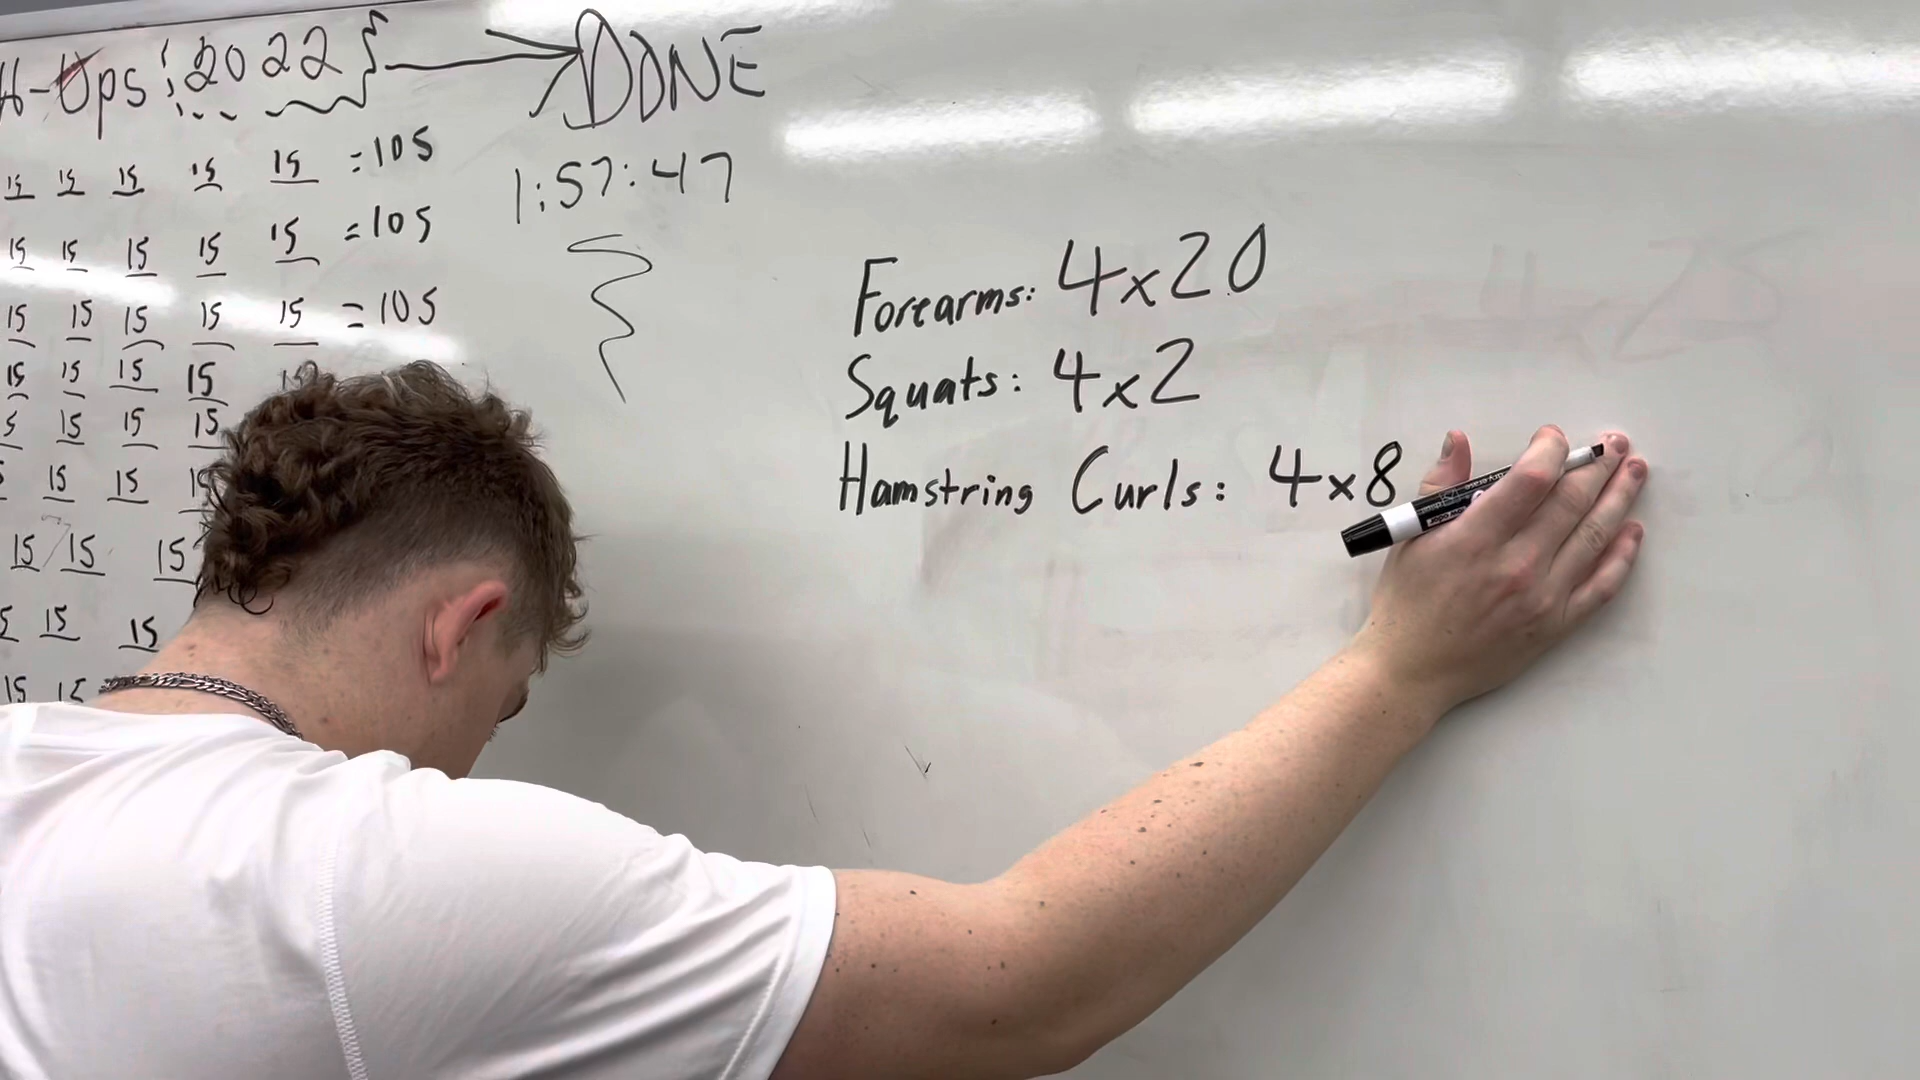 H-Ups 2022 → DONE
15 15 15 15 15 =105
1:57:47
15 15 15 15 15 =105
15 15 15 15 15 =105
15 15 15 15
15 15 15
15 15
15 15 15
15 15
15
Forearms: 4x20
Squats: 4x2
Hamstring Curls: 4x8